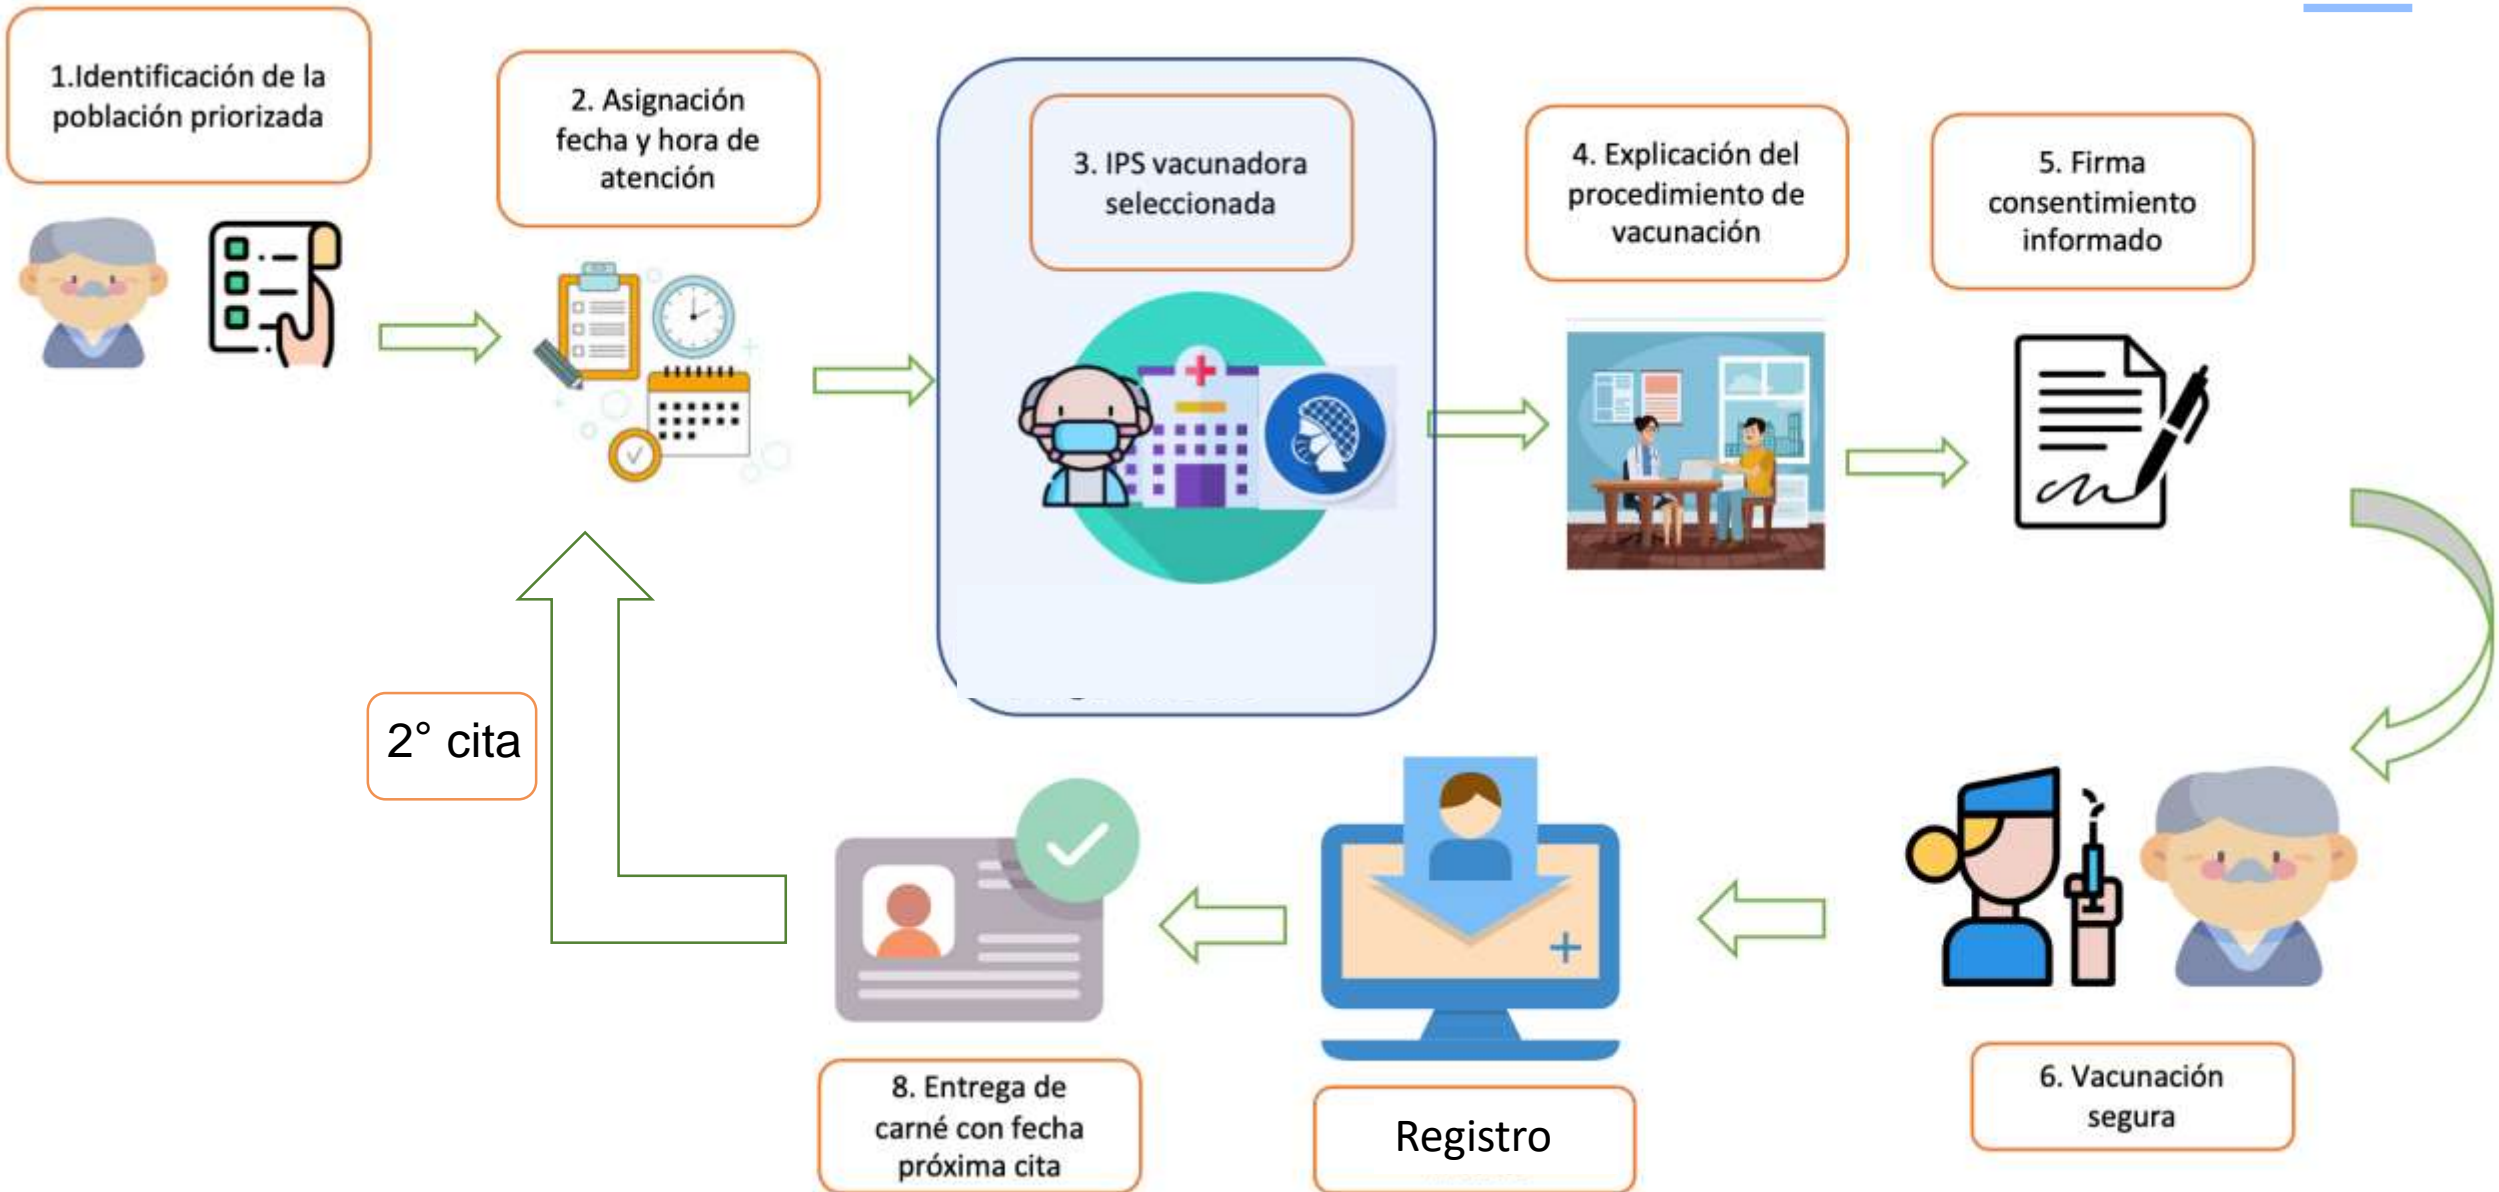 1.Identificación de la
población priorizada
2. Asignación
fecha y hora de
atención
3. IPS vacunadora
seleccionada
4. Explicación del
procedimiento de
vacunación
5. Firma
consentimiento
informado
2° cita
8. Entrega de
carné con fecha
próxima cita
Registro
6. Vacunación
segura